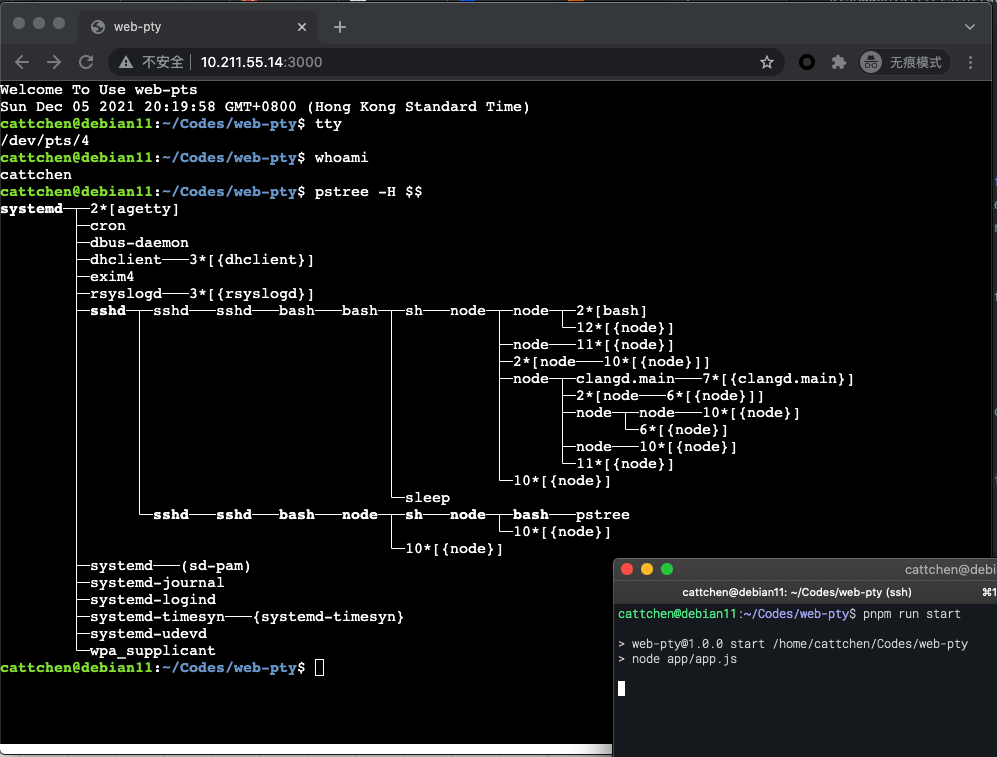 web-pty
不安全 10.211.55.14:3000 无痕模式
Welcome To Use web-pts
Sun Dec 05 2021 20:19:58 GMT+0800 (Hong Kong Standard Time)
cattchen@debian11:~/Codes/web-pty$ tty
/dev/pts/4
cattchen@debian11:~/Codes/web-pty$ whoami
cattchen
cattchen@debian11:~/Codes/web-pty$ pstree -H $$
systemd─┬─2*[agetty]
        ├─cron
        ├─dbus-daemon
        ├─dhclient───3*[{dhclient}]
        ├─exim4
        ├─rsyslogd───3*[{rsyslogd}]
        ├─sshd─┬─sshd───sshd───bash───bash─┬─sh───node─┬─node─┬─2*[bash]
        │      │                           │           │      └─12*[{node}]
        │      │                           │           ├─node───11*[{node}]
        │      │                           │           ├─2*[node───10*[{node}]]
        │      │                           │           ├─node─┬─clangd.main───7*[{clangd.main}]
        │      │                           │           │      ├─2*[node───6*[{node}]]
        │      │                           │           │      ├─node─┬─node───10*[{node}]
        │      │                           │           │      │      └─6*[{node}]
        │      │                           │           │      ├─node───10*[{node}]
        │      │                           │           │      └─11*[{node}]
        │      │                           │           └─10*[{node}]
        │      │                           └─sleep
        │      └─sshd───sshd───bash───node─┬─sh───node─┬─bash───pstree
        │                                  │           └─10*[{node}]
        │                                  └─10*[{node}]
        ├─systemd───(sd-pam)
        ├─systemd-journal
        ├─systemd-logind
        ├─systemd-timesyn───{systemd-timesyn}
        ├─systemd-udevd
        └─wpa_supplicant
cattchen@debian11:~/Codes/web-pty$
cattchen@debi
cattchen@debian11: ~/Codes/web-pty (ssh) ⌘1
cattchen@debian11:~/Codes/web-pty$ pnpm run start
> web-pty@1.0.0 start /home/cattchen/Codes/web-pty
> node app/app.js